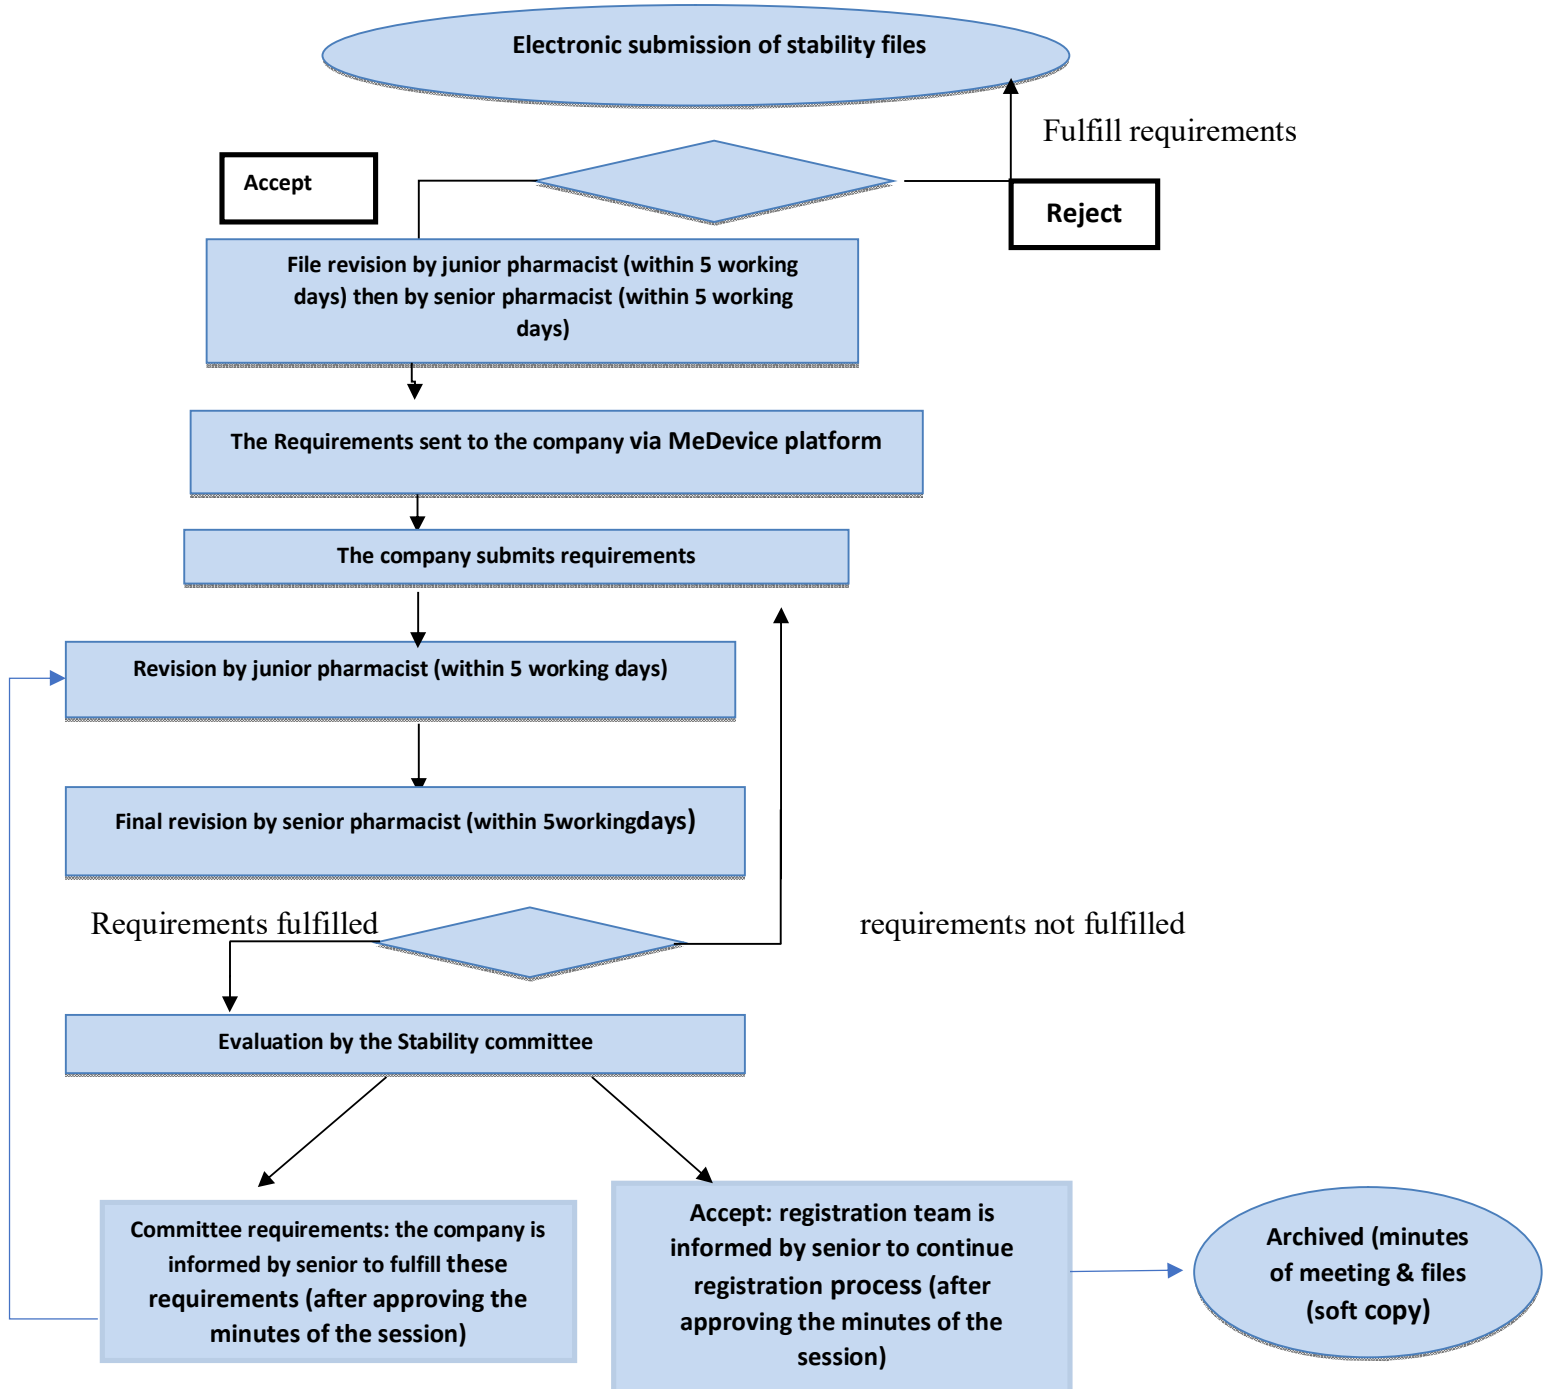 Electronic submission of stability files
Fulfill requirements
Accept
Reject
File revision by junior pharmacist (within 5 working
days) then by senior pharmacist (within 5 working
days)
The Requirements sent to the company via MeDevice platform
The company submits requirements
Revision by junior pharmacist (within 5 working days)
Final revision by senior pharmacist (within 5workingdays)
Requirements fulfilled
requirements not fulfilled
Evaluation by the Stability committee
Committee requirements: the company is
informed by senior to fulfill these
requirements (after approving the
minutes of the session)
Accept: registration team is
informed by senior to continue
registration process (after
approving the minutes of the
session)
Archived (minutes
of meeting & files
(soft copy)